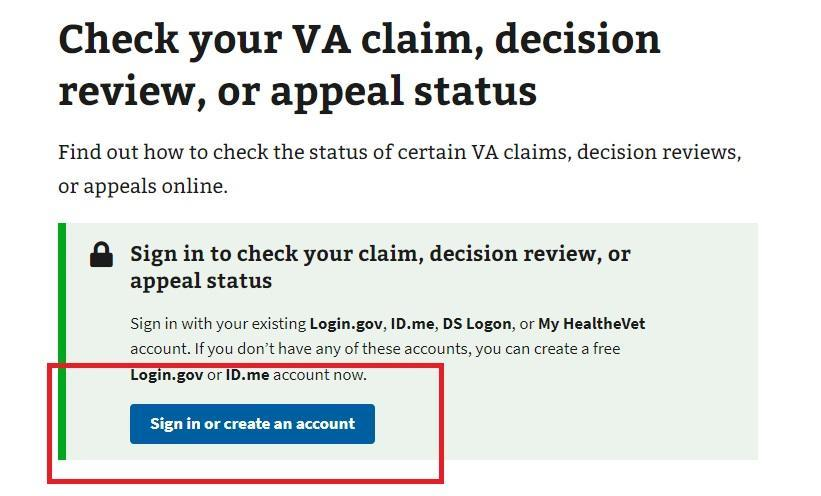 Check your VA claim, decision
review, or appeal status
Find out how to check the status of certain VA claims, decision reviews,
or appeals online.
Sign in to check your claim, decision review, or
appeal status
Sign in with your existing Login.gov, ID.me, DS Logon, or My HealtheVet
account. If you don’t have any of these accounts, you can create a free
Login.gov or ID.me account now.
Sign in or create an account